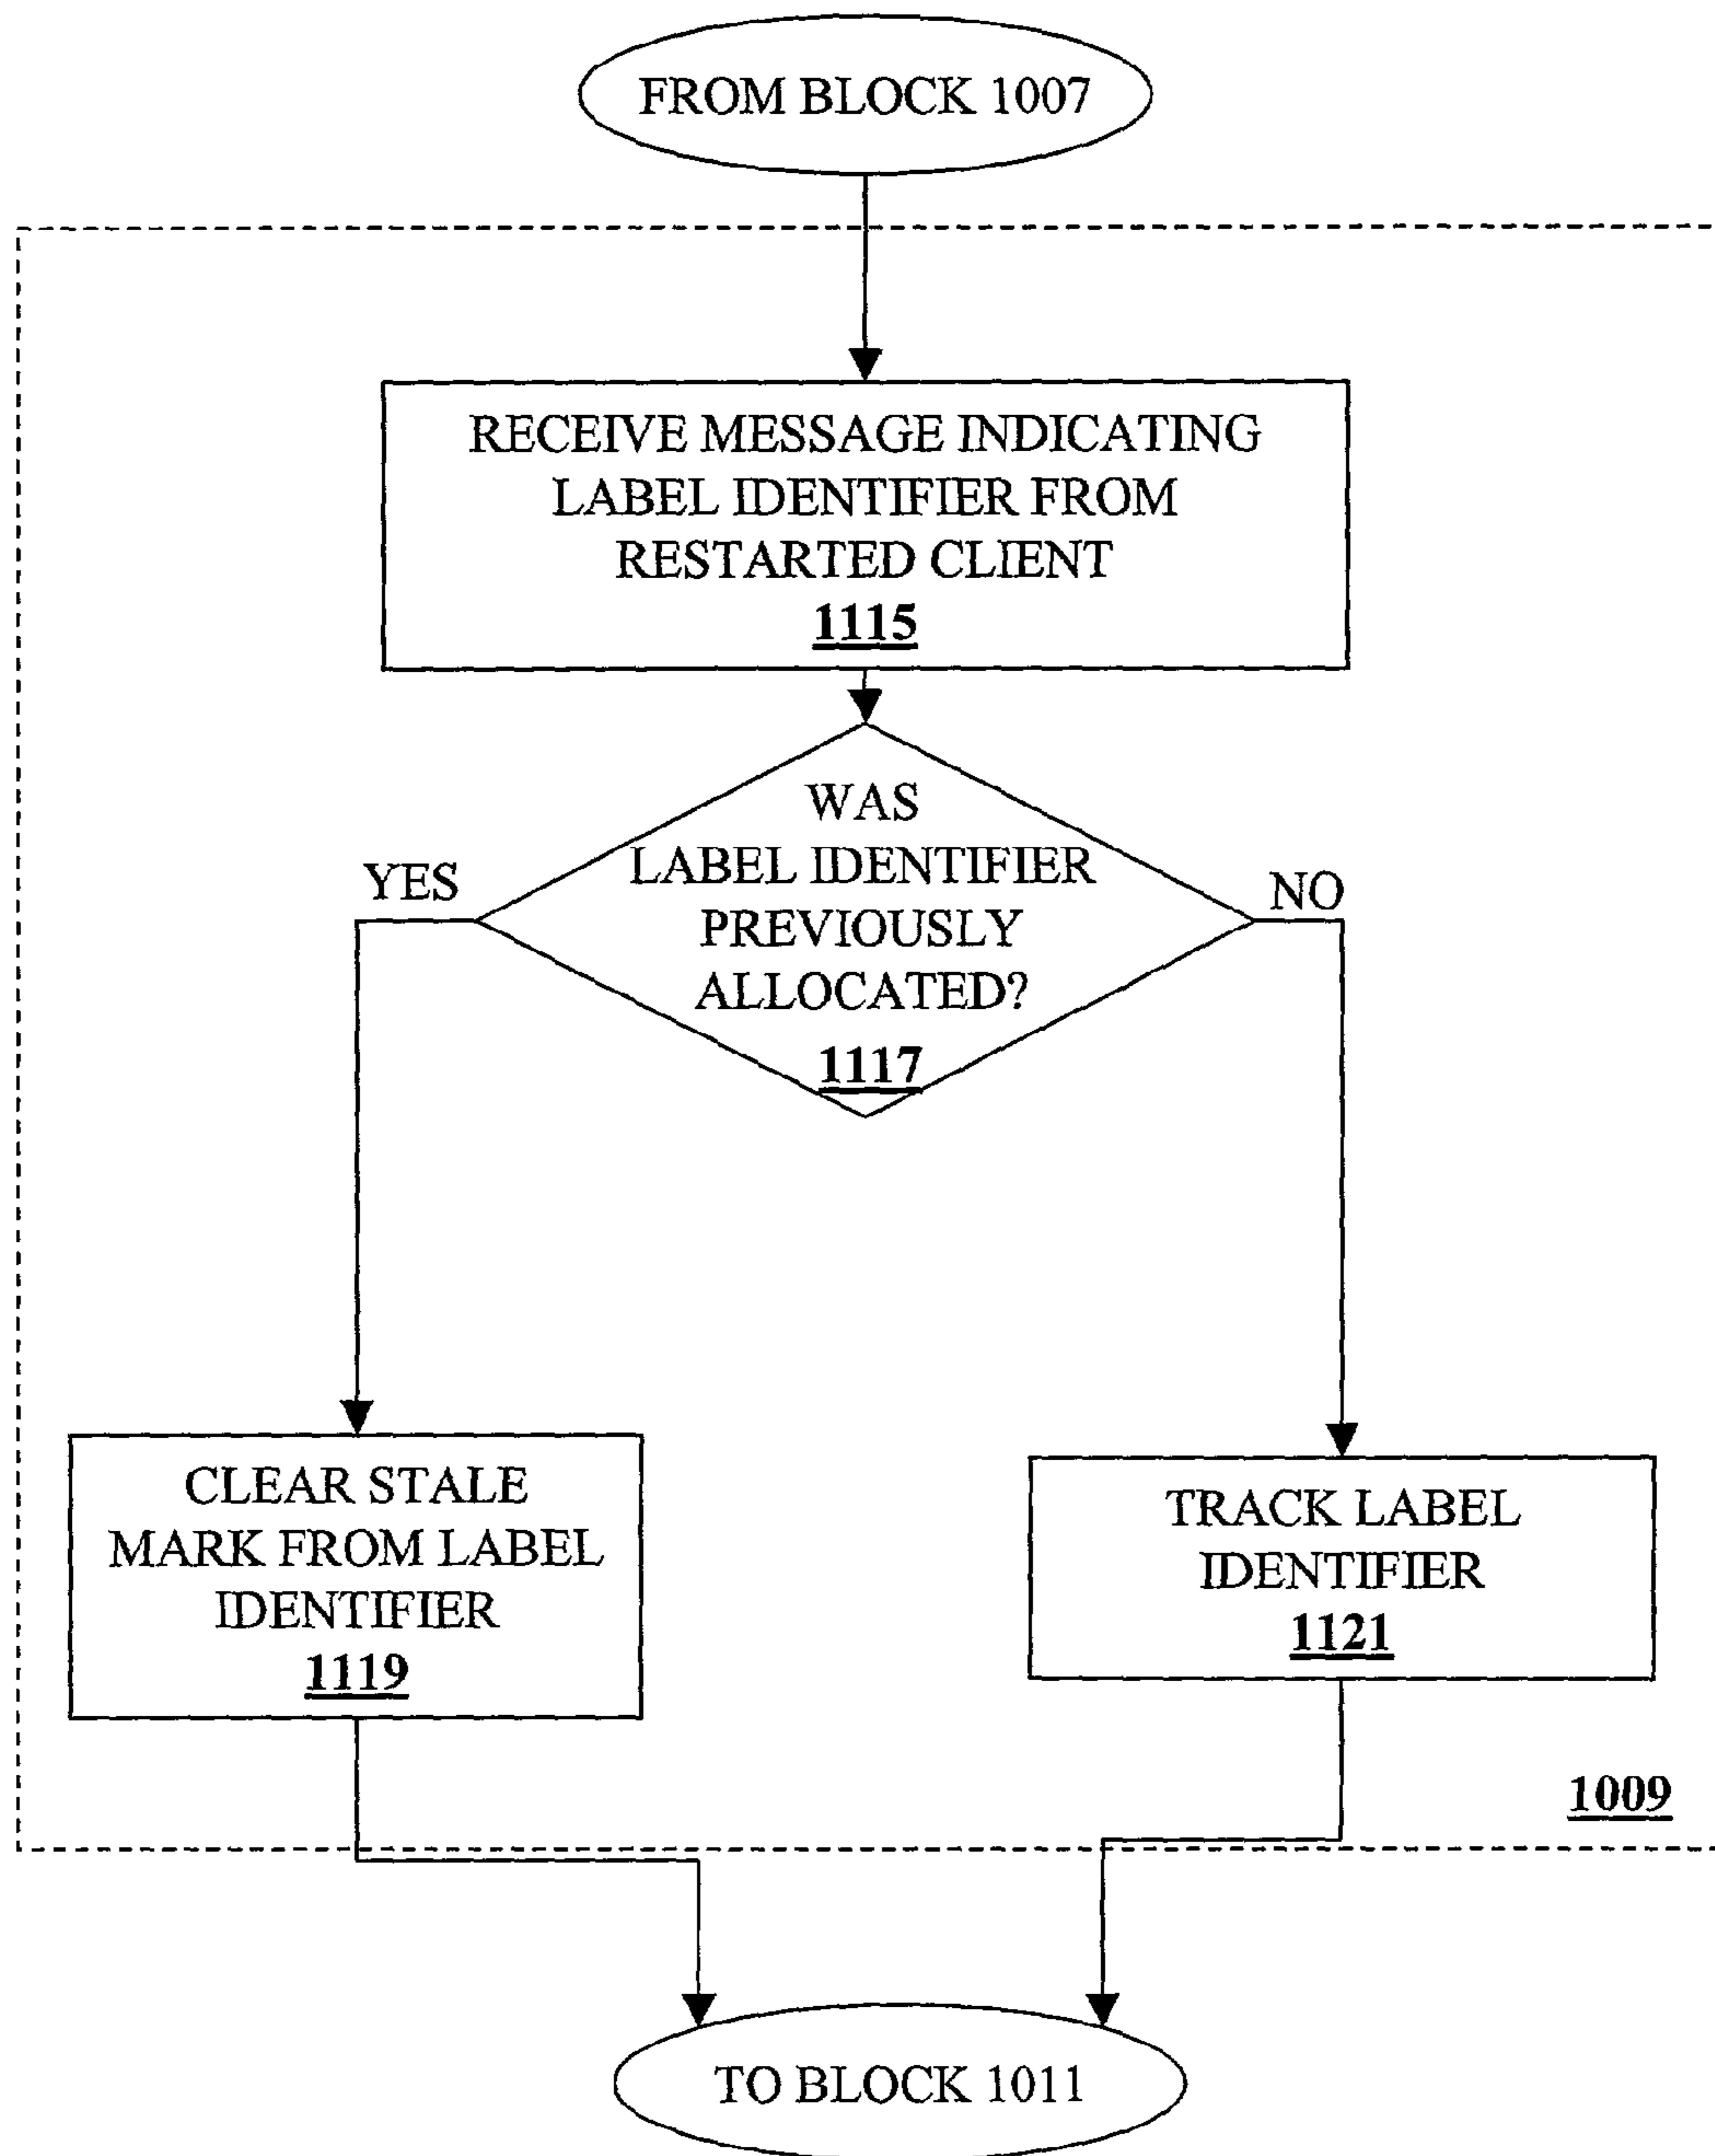 FROM BLOCK 1007
RECEIVE MESSAGE INDICATING
LABEL IDENTIFIER FROM
RESTARTED CLIENT
1115
WAS
LABEL IDENTIFIER
PREVIOUSLY
ALLOCATED?
1117
YES
NO
CLEAR STALE
MARK FROM LABEL
IDENTIFIER
1119
TRACK LABEL
IDENTIFIER
1121
1009
TO BLOCK 1011